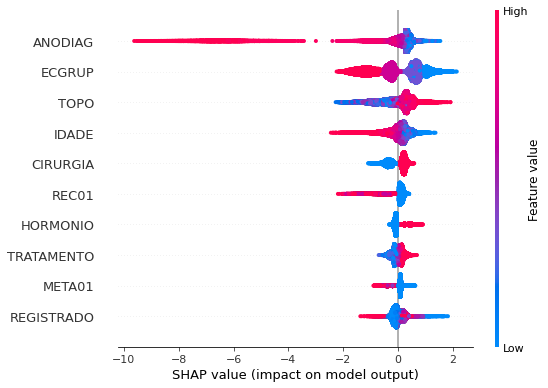 High
ANODIAG
ECGRUP
TOPO
IDADE
CIRURGIA
REC01
HORMONIO
TRATAMENTO
META01
REGISTRADO
Feature value
Low
−10 −8 −6 −4 −2 0 2
SHAP value (impact on model output)